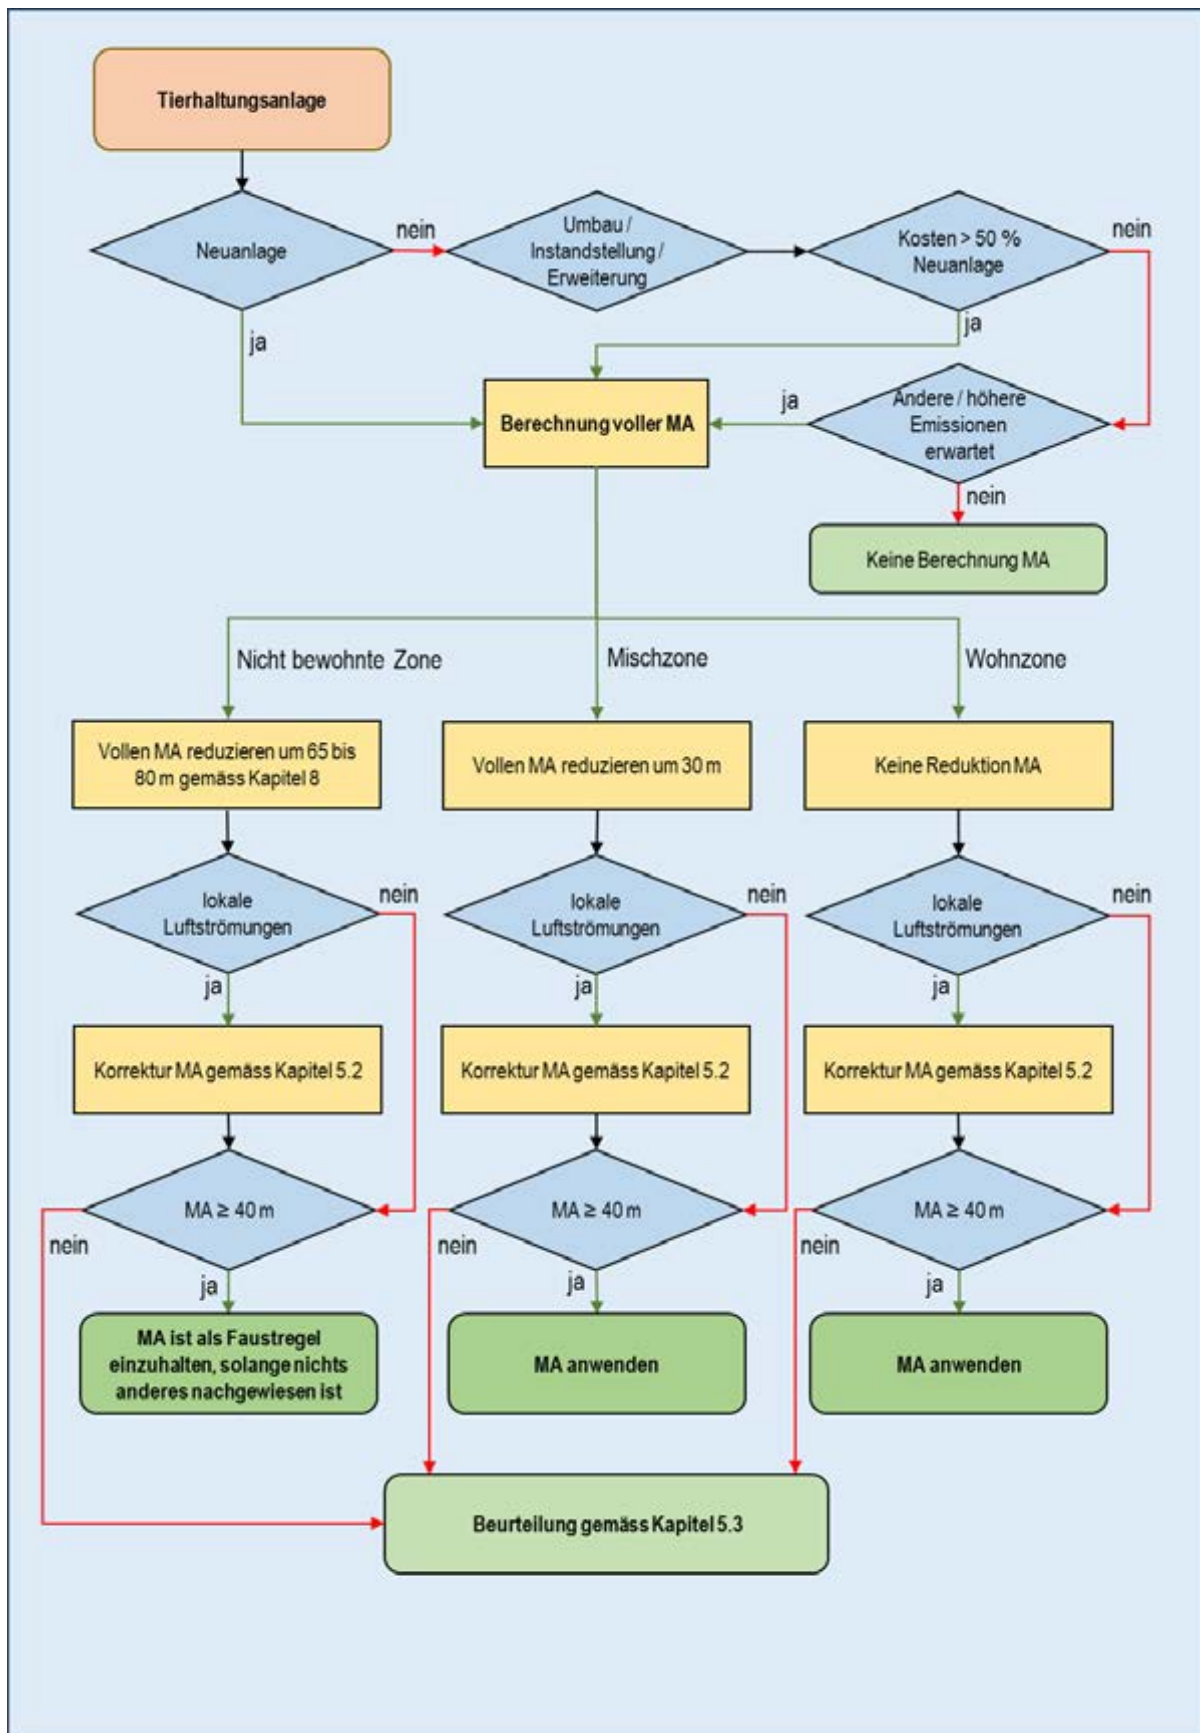 Tierhaltungsanlage
Neuanlage
nein
Umbau /
Instandstellung /
Erweiterung
Kosten > 50 %
Neuanlage
nein
ja
ja
Berechnung voller MA
ja
Andere / höhere
Emissionen
erwartet
nein
Keine Berechnung MA
Nicht bewohnte Zone
Mischzone
Wohnzone
Vollen MA reduzieren um 65 bis
80 m gemäss Kapitel 8
Vollen MA reduzieren um 30 m
Keine Reduktion MA
lokale
Luftströmungen
nein
lokale
Luftströmungen
nein
lokale
Luftströmungen
nein
ja
ja
ja
Korrektur MA gemäss Kapitel 5.2
Korrektur MA gemäss Kapitel 5.2
Korrektur MA gemäss Kapitel 5.2
MA ≥ 40 m
MA ≥ 40 m
MA ≥ 40 m
nein
nein
nein
ja
ja
ja
MA ist als Faustregel
einzuhalten, solange nichts
anderes nachgewiesen ist
MA anwenden
MA anwenden
Beurteilung gemäss Kapitel 5.3